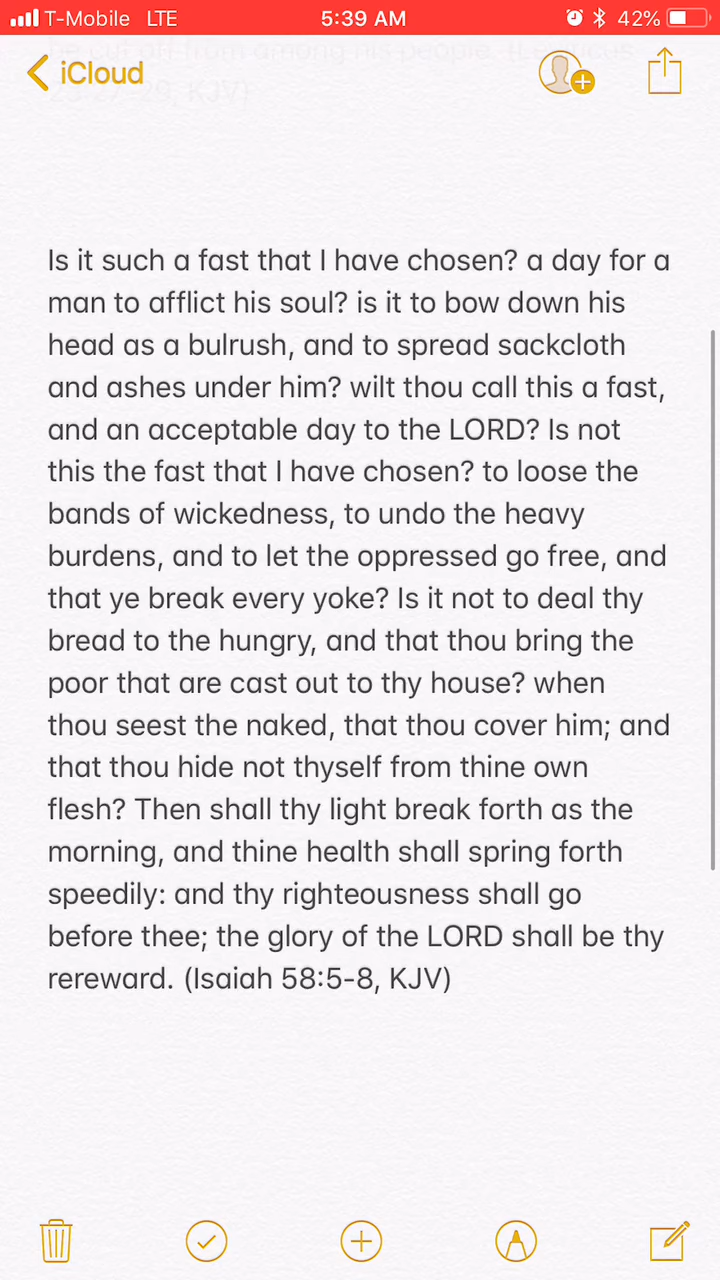 T-Mobile LTE 5:39 AM 42%
be cut off from among his people.
iCloud
KJV)
Is it such a fast that I have chosen? a day for a
man to afflict his soul? is it to bow down his
head as a bulrush, and to spread sackcloth
and ashes under him? wilt thou call this a fast,
and an acceptable day to the LORD? Is not
this the fast that I have chosen? to loose the
bands of wickedness, to undo the heavy
burdens, and to let the oppressed go free, and
that ye break every yoke? Is it not to deal thy
bread to the hungry, and that thou bring the
poor that are cast out to thy house? when
thou seest the naked, that thou cover him; and
that thou hide not thyself from thine own
flesh? Then shall thy light break forth as the
morning, and thine health shall spring forth
speedily: and thy righteousness shall go
before thee; the glory of the LORD shall be thy
rereward. (Isaiah 58:5-8, KJV)